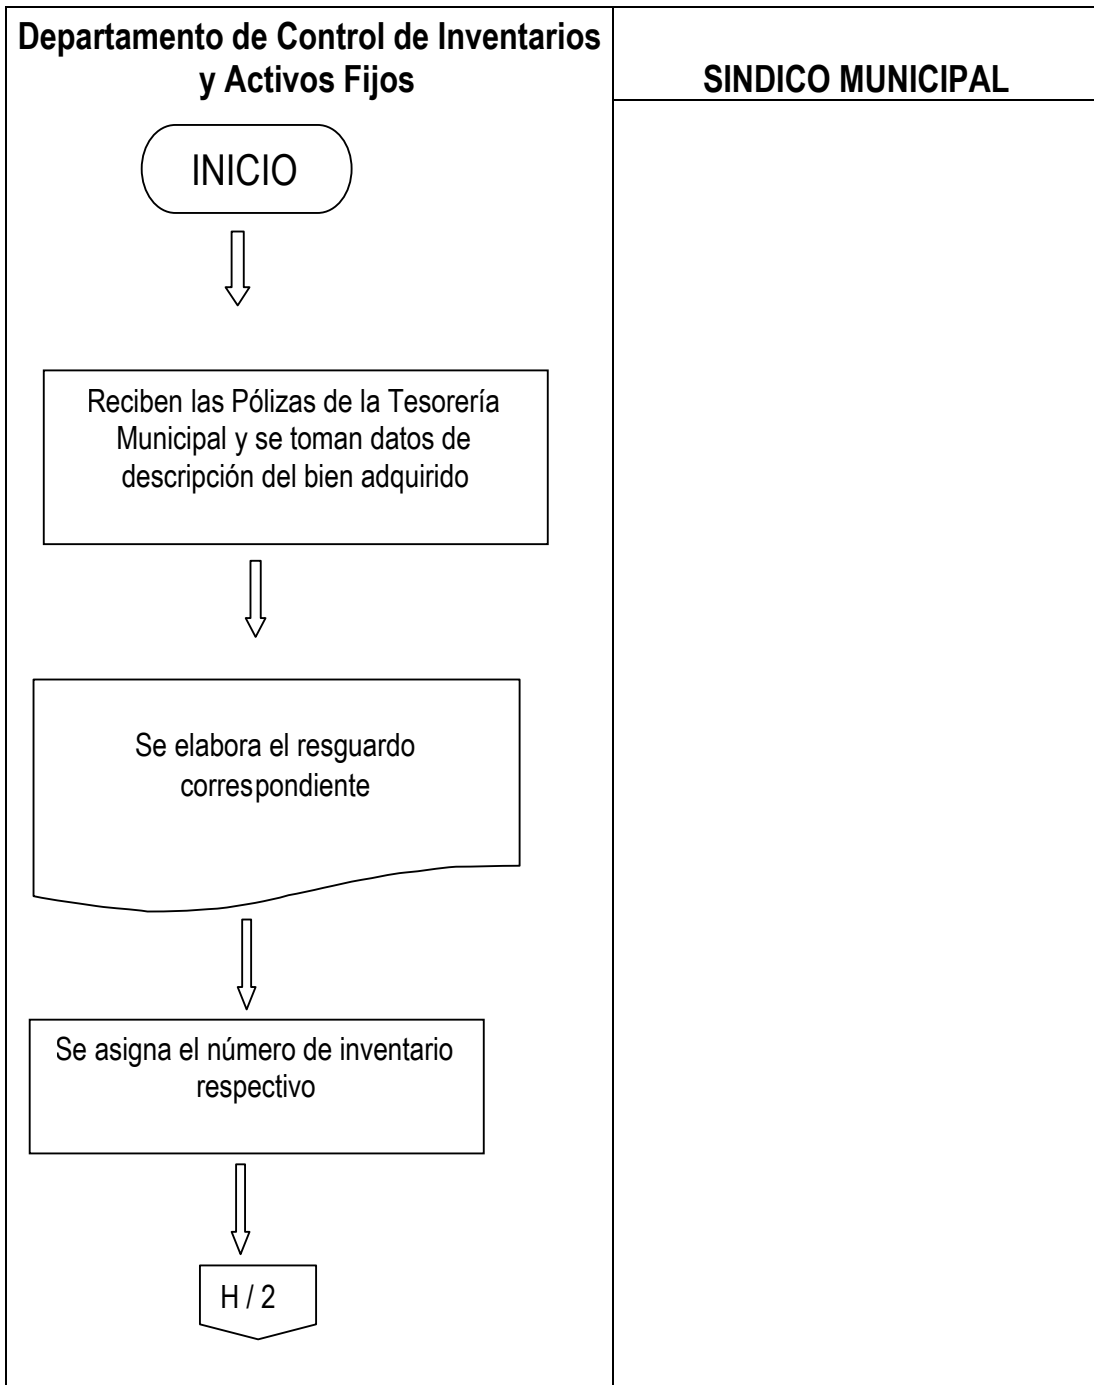 Departamento de Control de Inventarios
y Activos Fijos
SINDICO MUNICIPAL
INICIO
Reciben las Pólizas de la Tesorería
Municipal y se toman datos de
descripción del bien adquirido
Se elabora el resguardo
correspondiente
Se asigna el número de inventario
respectivo
H / 2